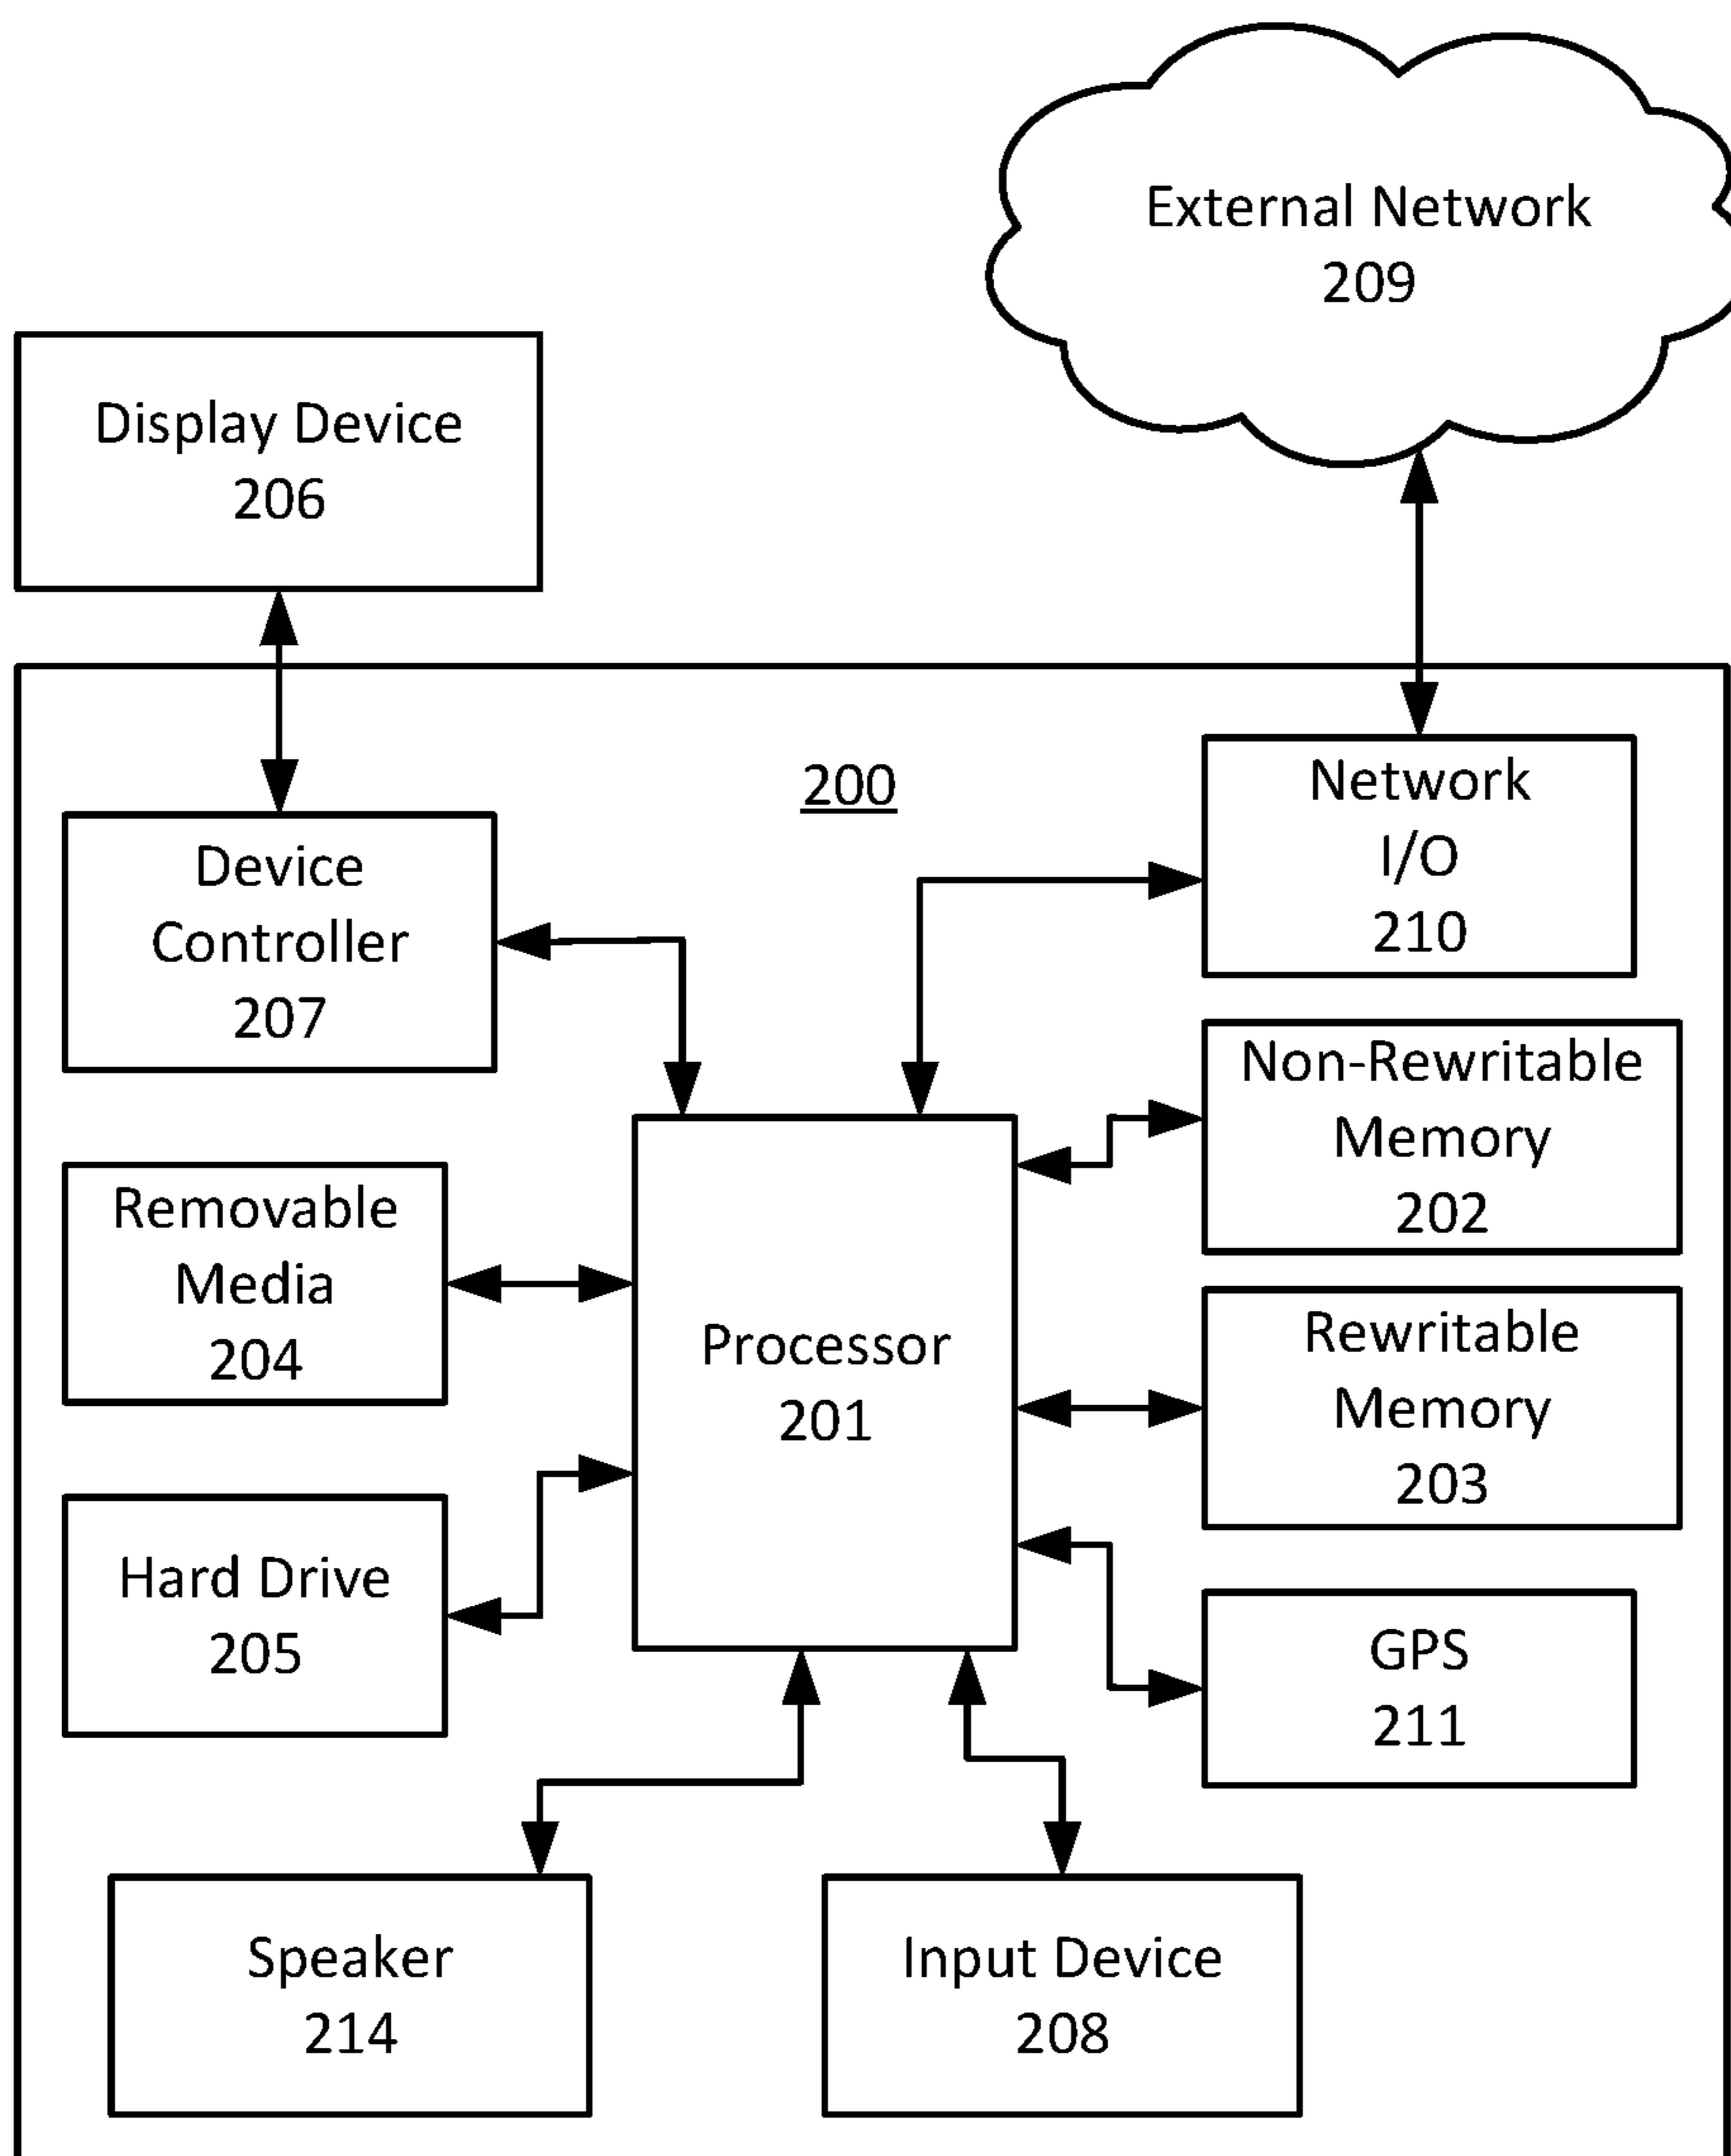 External Network
209
Display Device
206
200
Network
I/O
210
Device
Controller
207
Non-Rewritable
Memory
202
Removable
Media
204
Processor
201
Rewritable
Memory
203
Hard Drive
205
GPS
211
Speaker
214
Input Device
208